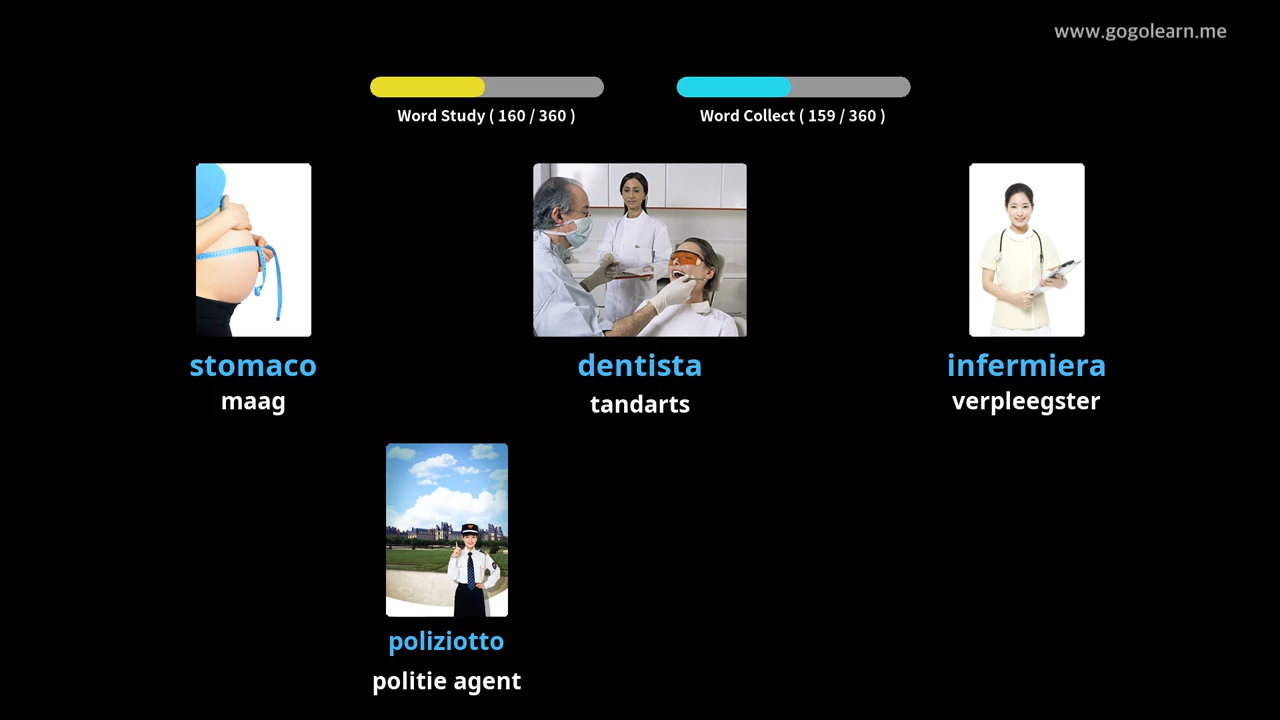 www.gogolearn.me
Word Study ( 160 / 360 )
Word Collect ( 159 / 360 )
stomaco
maag
dentista
tandarts
infermiera
verpleegster
poliziotto
politie agent